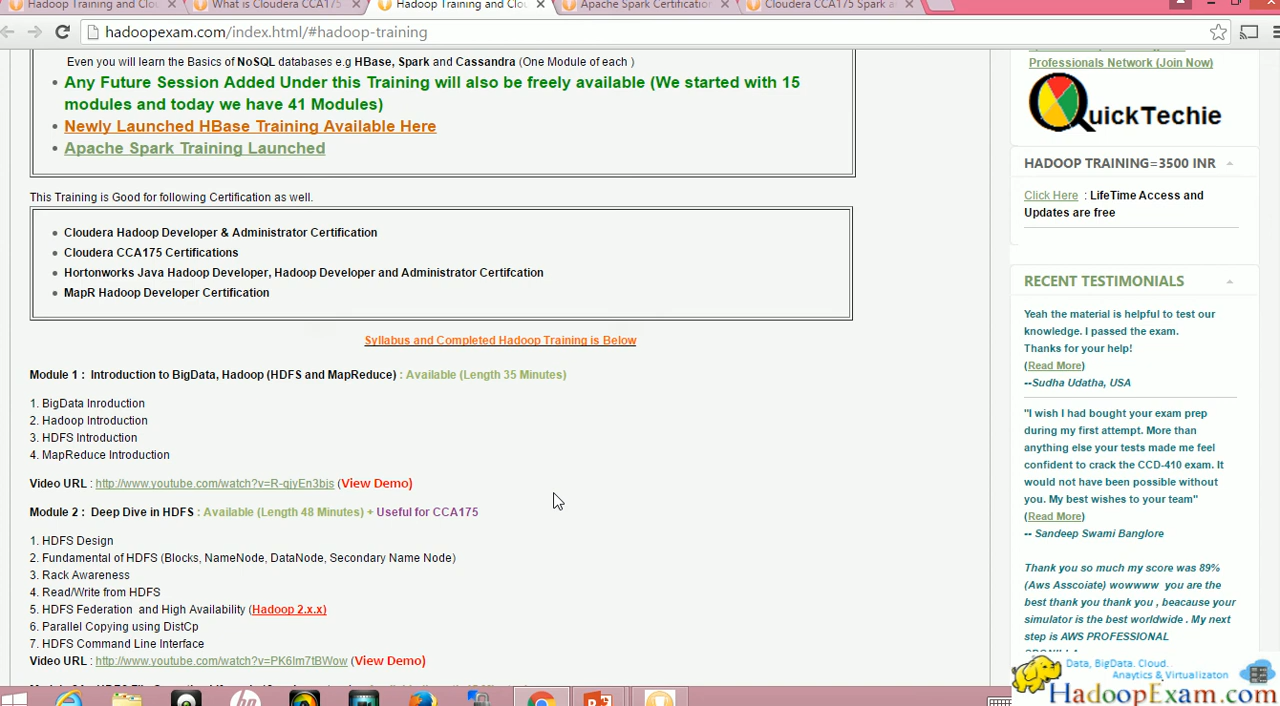 Hadoop Training and Clou
What is Cloudera CCA175
Hadoop Training and Clou
Apache Spark Certification
Cloudera CCA175 Spark a
hadoopexam.com/index.html/#hadoop-training
Even you will learn the Basics of NoSQL databases e.g HBase, Spark and Cassandra (One Module of each )
Any Future Session Added Under this Training will also be freely available (We started with 15
modules and today we have 41 Modules)
Newly Launched HBase Training Available Here
Apache Spark Training Launched
This Training is Good for following Certification as well.
Cloudera Hadoop Developer & Administrator Certification
Cloudera CCA175 Certifications
Hortonworks Java Hadoop Developer, Hadoop Developer and Administrator Certifcation
MapR Hadoop Developer Certification
Syllabus and Completed Hadoop Training is Below
Module 1 : Introduction to BigData, Hadoop (HDFS and MapReduce) : Available (Length 35 Minutes)
1. BigData Inroduction
2. Hadoop Introduction
3. HDFS Introduction
4. MapReduce Introduction
Video URL : http://www.youtube.com/watch?v=R-qjyEn3bjs (View Demo)
Module 2 : Deep Dive in HDFS : Available (Length 48 Minutes) + Useful for CCA175
1. HDFS Design
2. Fundamental of HDFS (Blocks, NameNode, DataNode, Secondary Name Node)
3. Rack Awareness
4. Read/Write from HDFS
5. HDFS Federation and High Availability (Hadoop 2.x.x)
6. Parallel Copying using DistCp
7. HDFS Command Line Interface
Video URL : http://www.youtube.com/watch?v=PK6Im7tBWow (View Demo)
Professionals Network (Join Now)
QuickTechie
HADOOP TRAINING=3500 INR
Click Here : LifeTime Access and
Updates are free
RECENT TESTIMONIALS
Yeah the material is helpful to test our
knowledge. I passed the exam.
Thanks for your help!
(Read More)
--Sudha Udatha, USA
"I wish I had bought your exam prep
during my first attempt. More than
anything else your tests made me feel
confident to crack the CCD-410 exam. It
would not have been possible without
you. My best wishes to your team"
(Read More)
-- Sandeep Swami Banglore
Thank you so much my score was 89%
(Aws Asscoiate) wowwww you are the
best thank you thank you , beacause your
simulator is the best worldwide . My next
step is AWS PROFESSIONAL
Data, BigData. Cloud.
Anaytics & Virtualizaton
HadoopExam.com
hp